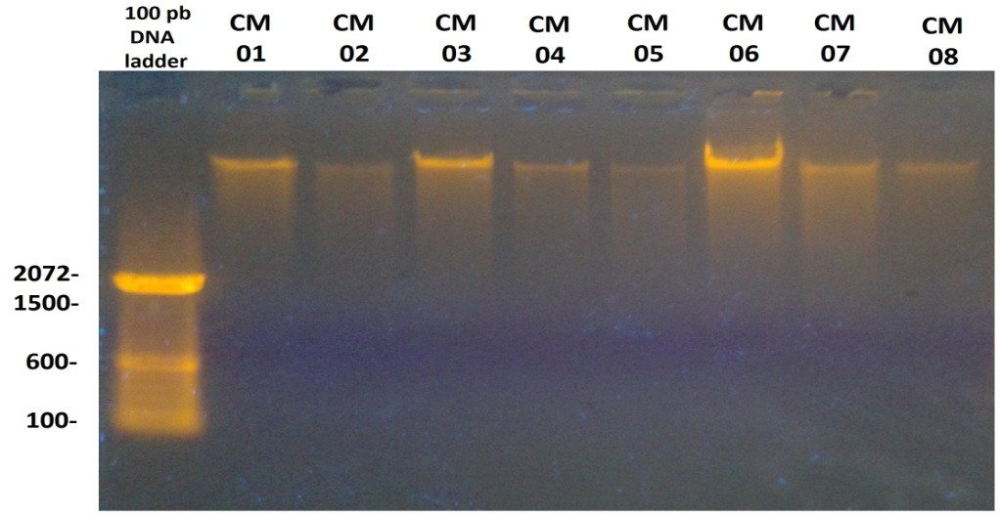 100 pb
DNA
ladder
CM
01
CM
02
CM
03
CM
04
CM
05
CM
06
CM
07
CM
08
2072-
1500-
600-
100-